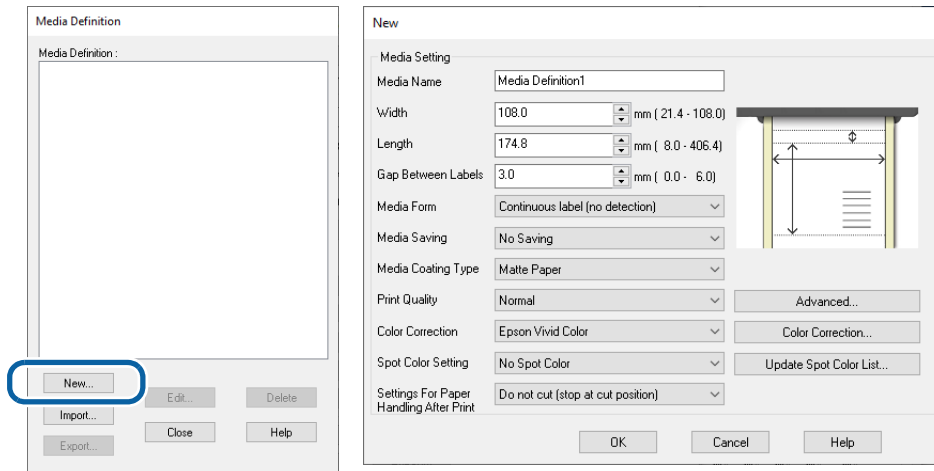 Media Definition
Media Definition :
New...
Edit...
Delete
Import...
Close
Help
Export...
New
Media Setting
Media Name Media Definition1
Width 108.0 mm ( 21.4 - 108.0)
Length 174.8 mm ( 8.0 - 406.4)
Gap Between Labels 3.0 mm ( 0.0 - 6.0)
Media Form Continuous label (no detection)
Media Saving No Saving
Media Coating Type Matte Paper
Print Quality Normal Advanced...
Color Correction Epson Vivid Color Color Correction...
Spot Color Setting No Spot Color Update Spot Color List...
Settings For Paper
Handling After Print Do not cut (stop at cut position)
OK Cancel Help